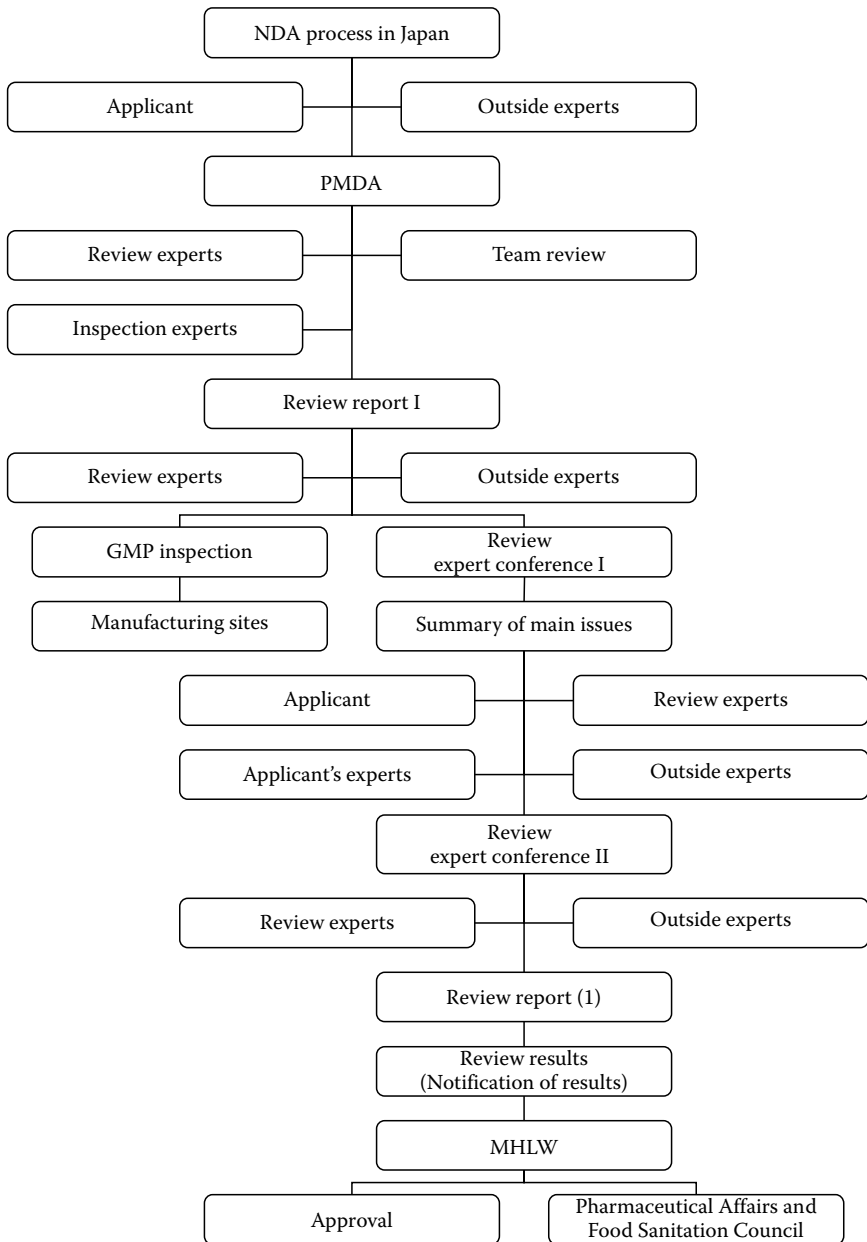 NDA process in Japan
Applicant
Outside experts
PMDA
Review experts
Team review
Inspection experts
Review report I
Review experts
Outside experts
GMP inspection
Review
expert conference I
Manufacturing sites
Summary of main issues
Applicant
Review experts
Applicant’s experts
Outside experts
Review
expert conference II
Review experts
Outside experts
Review report (1)
Review results
(Notification of results)
MHLW
Approval
Pharmaceutical Affairs and
Food Sanitation Council